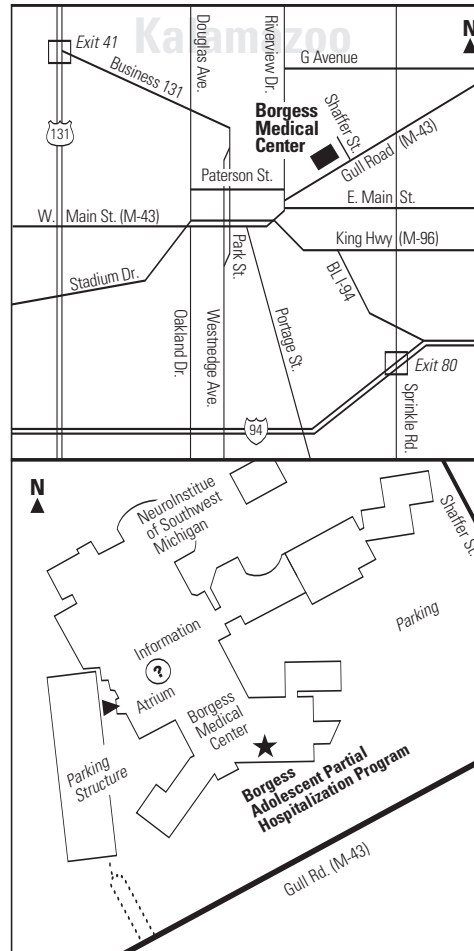 Kalamazoo
N
Exit 41
Business 131
Douglas Ave.
Riverview Dr.
G Avenue
131
Borgess
Medical
Center
Shaffer St.
Gull Road (M-43)
Paterson St.
E. Main St.
W. Main St. (M-43)
King Hwy (M-96)
Park St.
BL I-94
Stadium Dr.
Oakland Dr.
Westnedge Ave.
Portage St.
Exit 80
94
Sprinkle Rd.
N
NeuroInstitue
of Southwest
Michigan
Shaffer St.
Parking
Information
?
Atrium
Borgess
Medical
Center
Parking
Structure
Borgess
Adolescent Partial
Hospitalization Program
Gull Rd. (M-43)